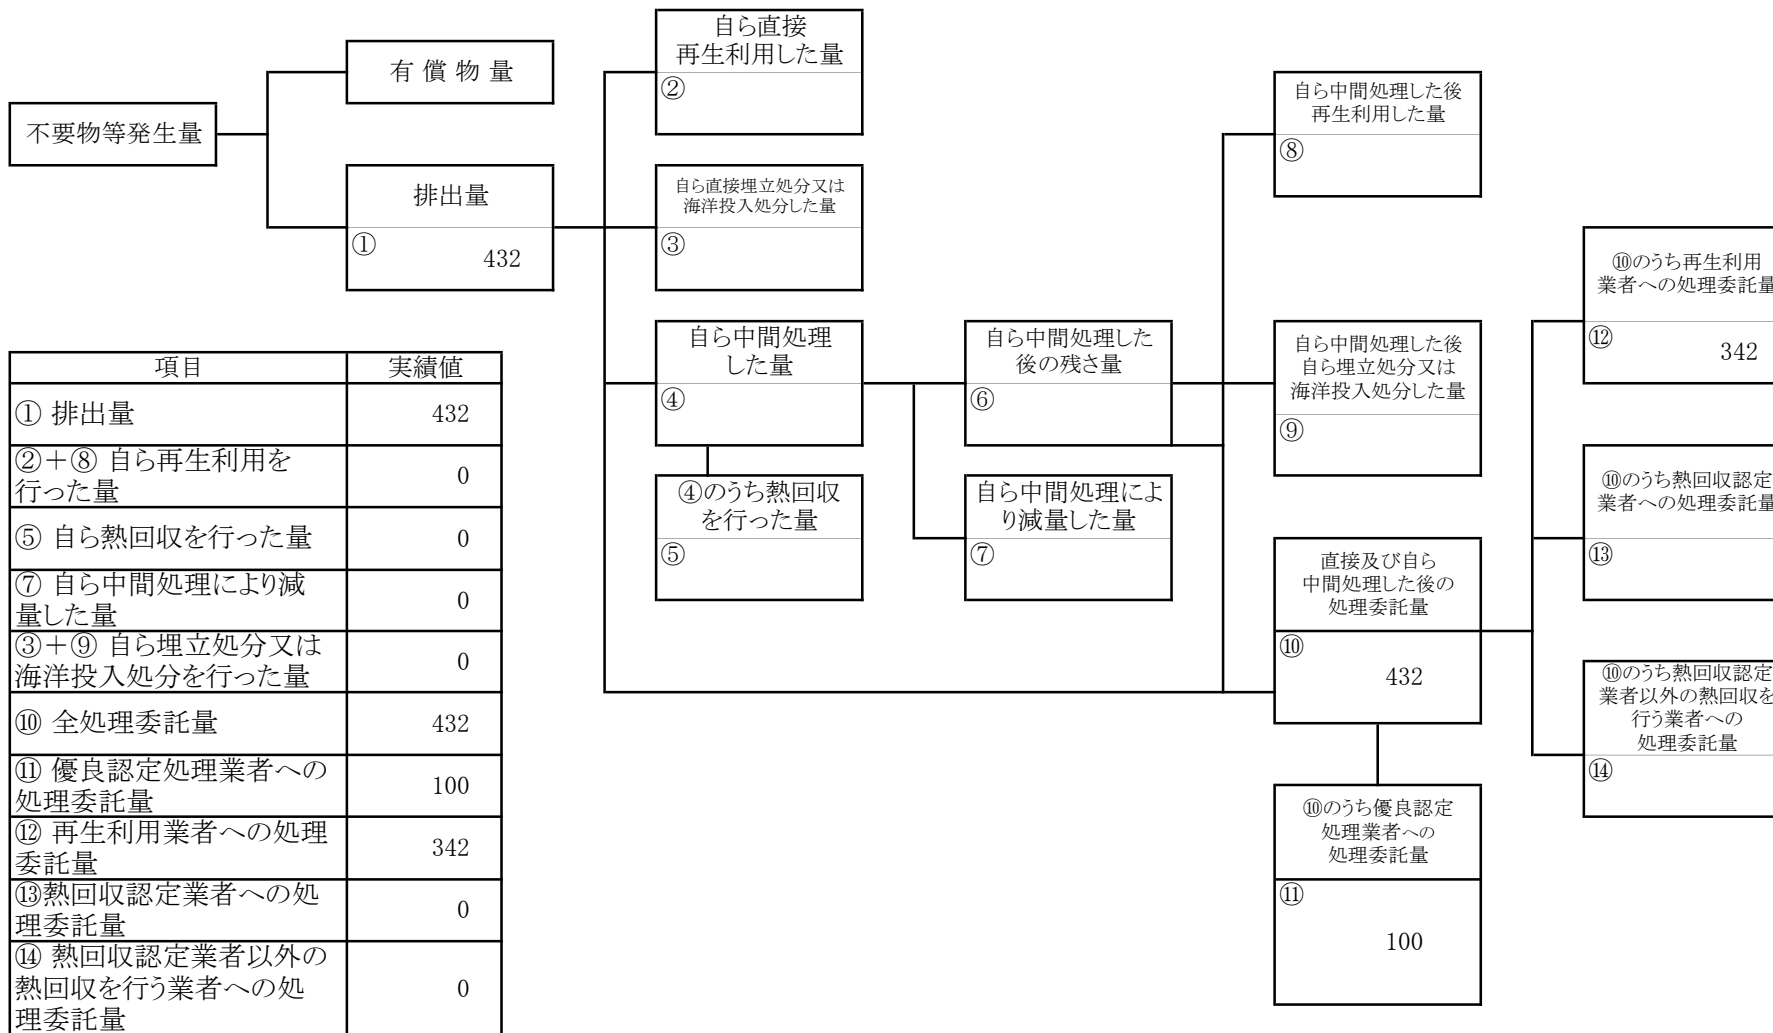 不要物等発生量
有 償 物 量
排出量
①
432
自ら直接
再生利用した量
②
自ら直接埋立処分又は
海洋投入処分した量
③
自ら中間処理
した量
④
④のうち熱回収
を行った量
⑤
自ら中間処理した
後の残さ量
⑥
自ら中間処理によ
り減量した量
⑦
自ら中間処理した後
再生利用した量
⑧
自ら中間処理した後
自ら埋立処分又は
海洋投入処分した量
⑨
直接及び自ら
中間処理した後の
処理委託量
⑩
432
⑩のうち優良認定
処理業者への
処理委託量
⑪
100
⑩のうち再生利用
業者への処理委託量
⑫
342
⑩のうち熱回収認定
業者への処理委託量
⑬
⑩のうち熱回収認定
業者以外の熱回収を
行う業者への
処理委託量
⑭
項目 実績値
① 排出量 432
②＋⑧ 自ら再生利用を
行った量 0
⑤ 自ら熱回収を行った量 0
⑦ 自ら中間処理により減
量した量 0
③＋⑨ 自ら埋立処分又は
海洋投入処分を行った量 0
⑩ 全処理委託量 432
⑪ 優良認定処理業者への
処理委託量 100
⑫ 再生利用業者への処理
委託量 342
⑬熱回収認定業者への処
理委託量 0
⑭ 熱回収認定業者以外の
熱回収を行う業者への処
理委託量 0